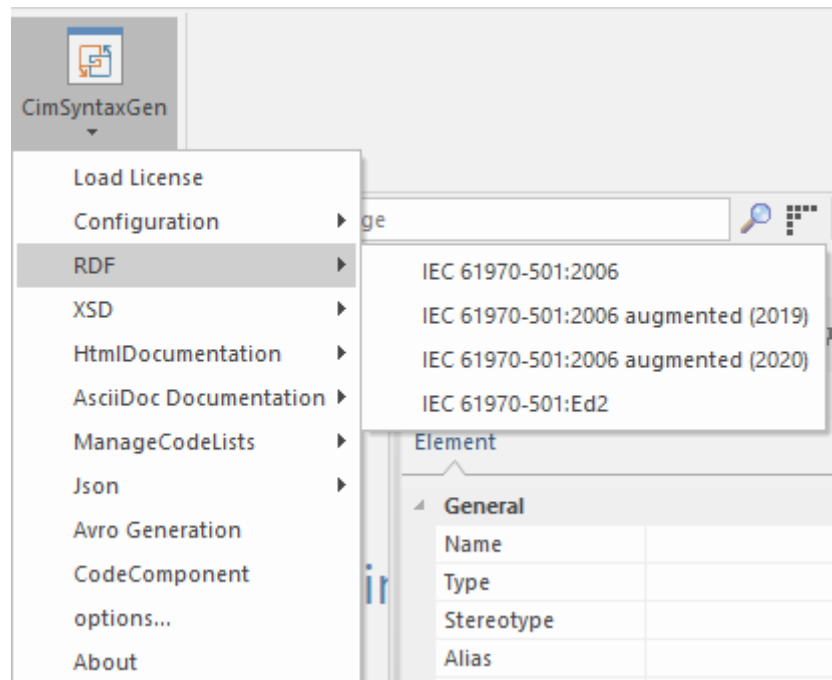 CimSyntaxGen
Load License
Configuration
ge
RDF
IEC 61970-501:2006
XSD
IEC 61970-501:2006 augmented (2019)
HtmlDocumentation
IEC 61970-501:2006 augmented (2020)
AsciiDoc Documentation
IEC 61970-501:Ed2
ManageCodeLists
Element
Json
General
Avro Generation
Name
CodeComponent
Type
options...
Stereotype
About
Alias